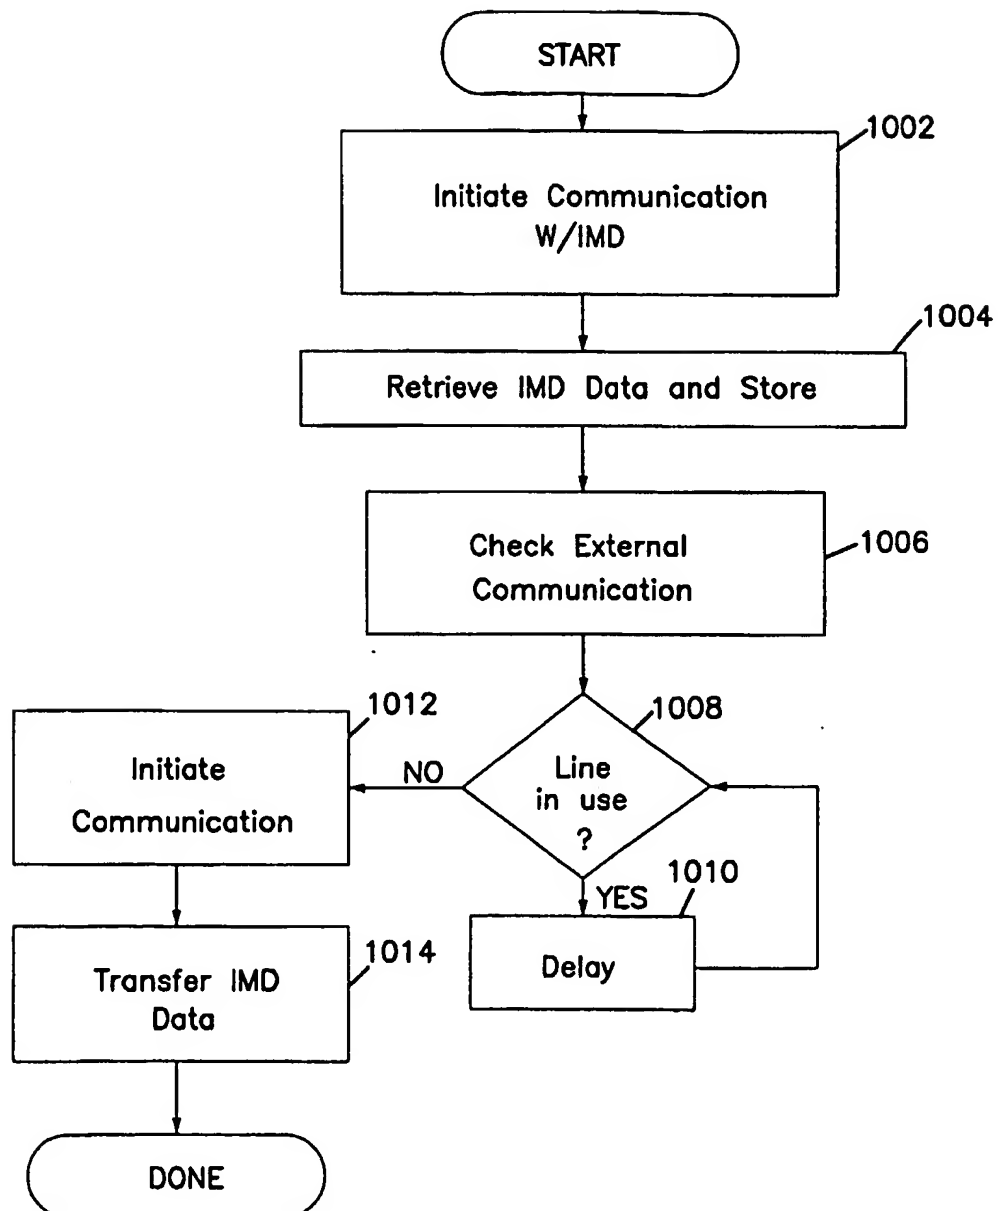 START
1002
Initiate Communication
W/IMD
1004
Retrieve IMD Data and Store
1006
Check External
Communication
1008
Line
in use
?
NO
YES
1012
Initiate
Communication
1010
Delay
1014
Transfer IMD
Data
DONE